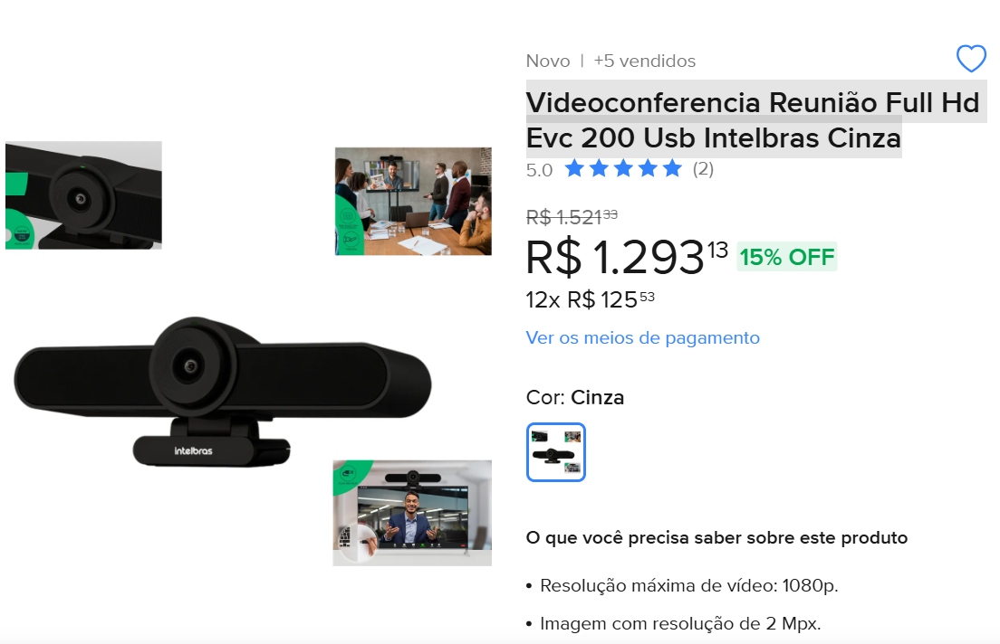 Novo | +5 vendidos
Videoconferencia Reunião Full Hd
Evc 200 Usb Intelbras Cinza
5.0 (2)
R$ 1.52133
R$ 1.29313 15% OFF
12x R$ 12553
Ver os meios de pagamento
Cor: Cinza
intelbras
O que você precisa saber sobre este produto
• Resolução máxima de vídeo: 1080p.
• Imagem com resolução de 2 Mpx.